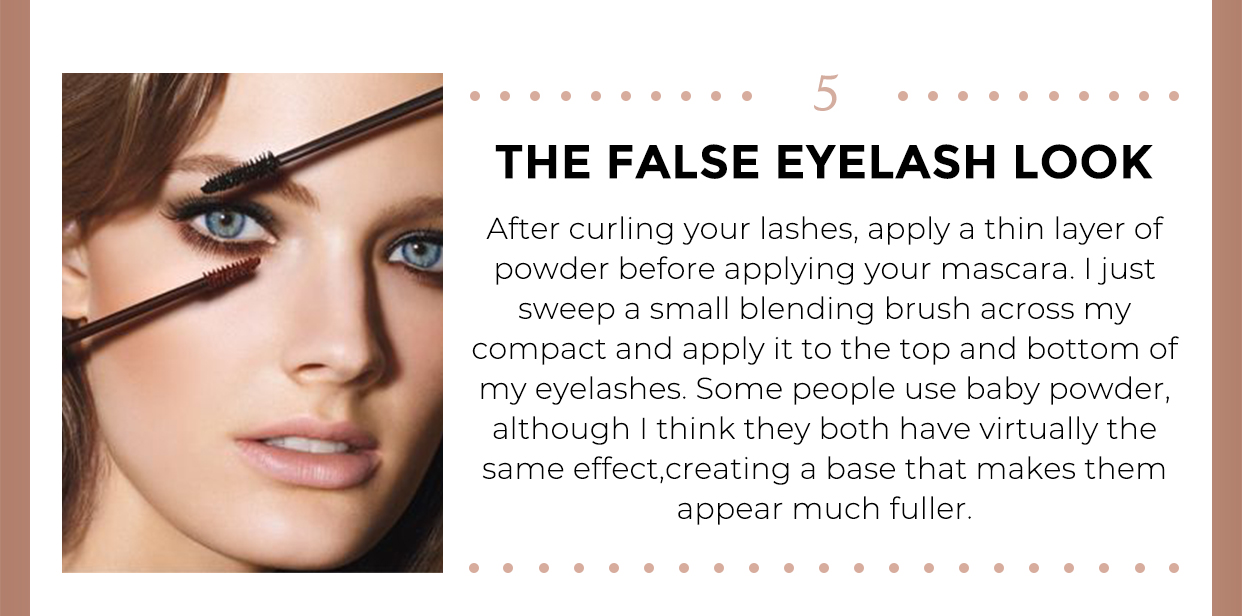 5
THE FALSE EYELASH LOOK
After curling your lashes, apply a thin layer of
powder before applying your mascara. I just
sweep a small blending brush across my
compact and apply it to the top and bottom of
my eyelashes. Some people use baby powder,
although I think they both have virtually the
same effect,creating a base that makes them
appear much fuller.